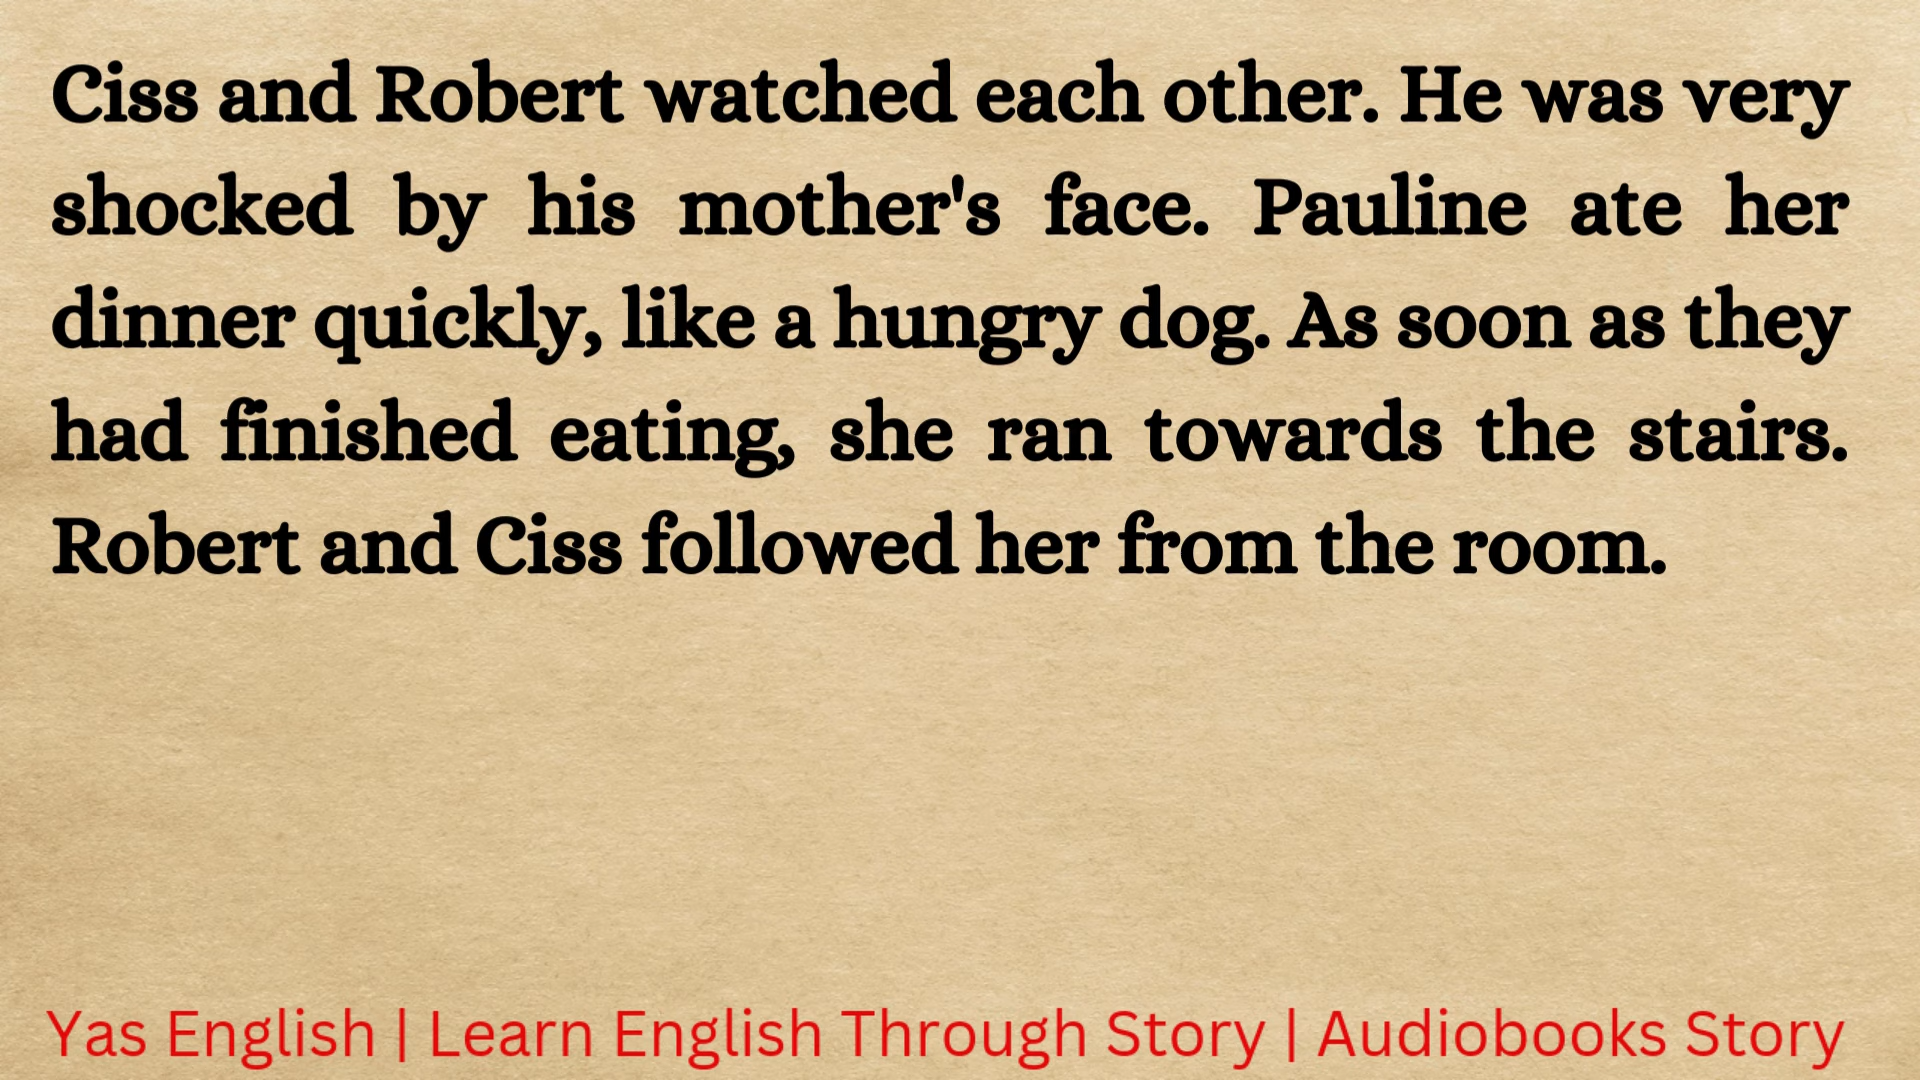 Ciss and Robert watched each other. He was very
shocked by his mother's face. Pauline ate her
dinner quickly, like a hungry dog. As soon as they
had finished eating, she ran towards the stairs.
Robert and Ciss followed her from the room.
Yas English | Learn English Through Story | Audiobooks Story